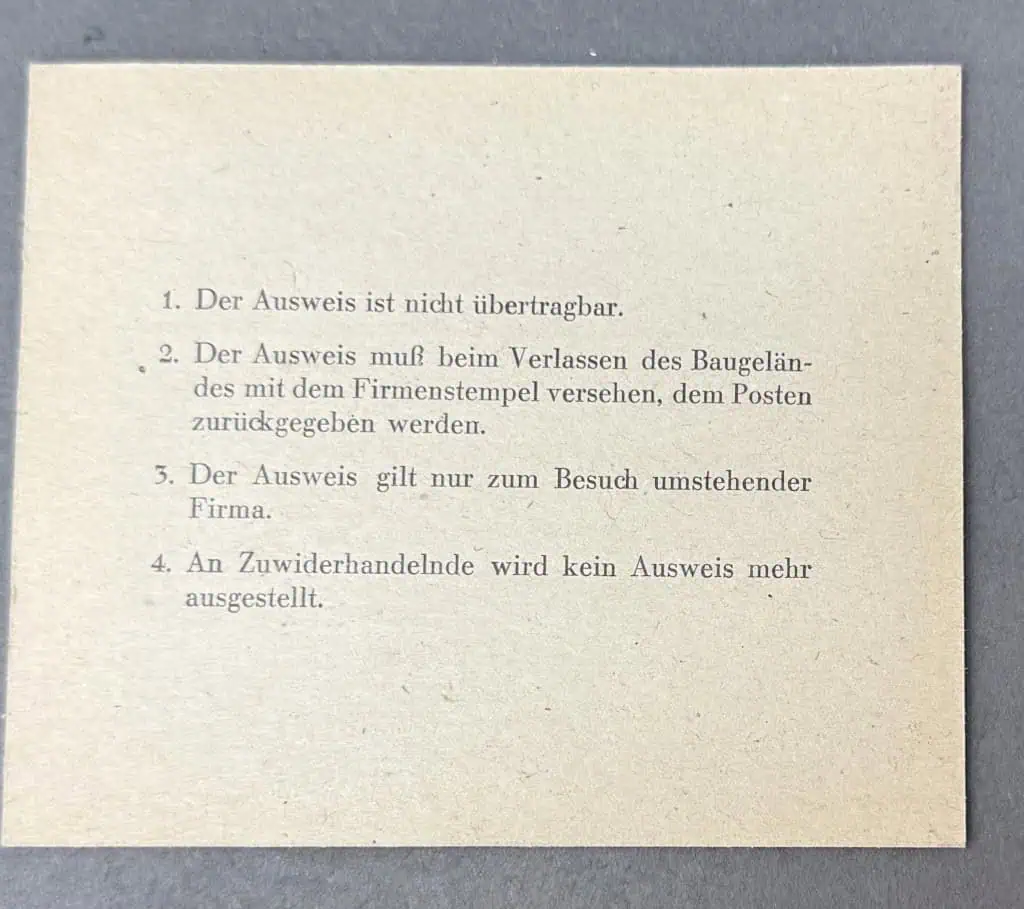 1. Der Ausweis ist nicht übertragbar.
2. Der Ausweis muß beim Verlassen des Baugelän-
des mit dem Firmenstempel versehen, dem Posten
zurückgegeben werden.
3. Der Ausweis gilt nur zum Besuch umstehender
Firma.
4. An Zuwiderhandelnde wird kein Ausweis mehr
ausgestellt.